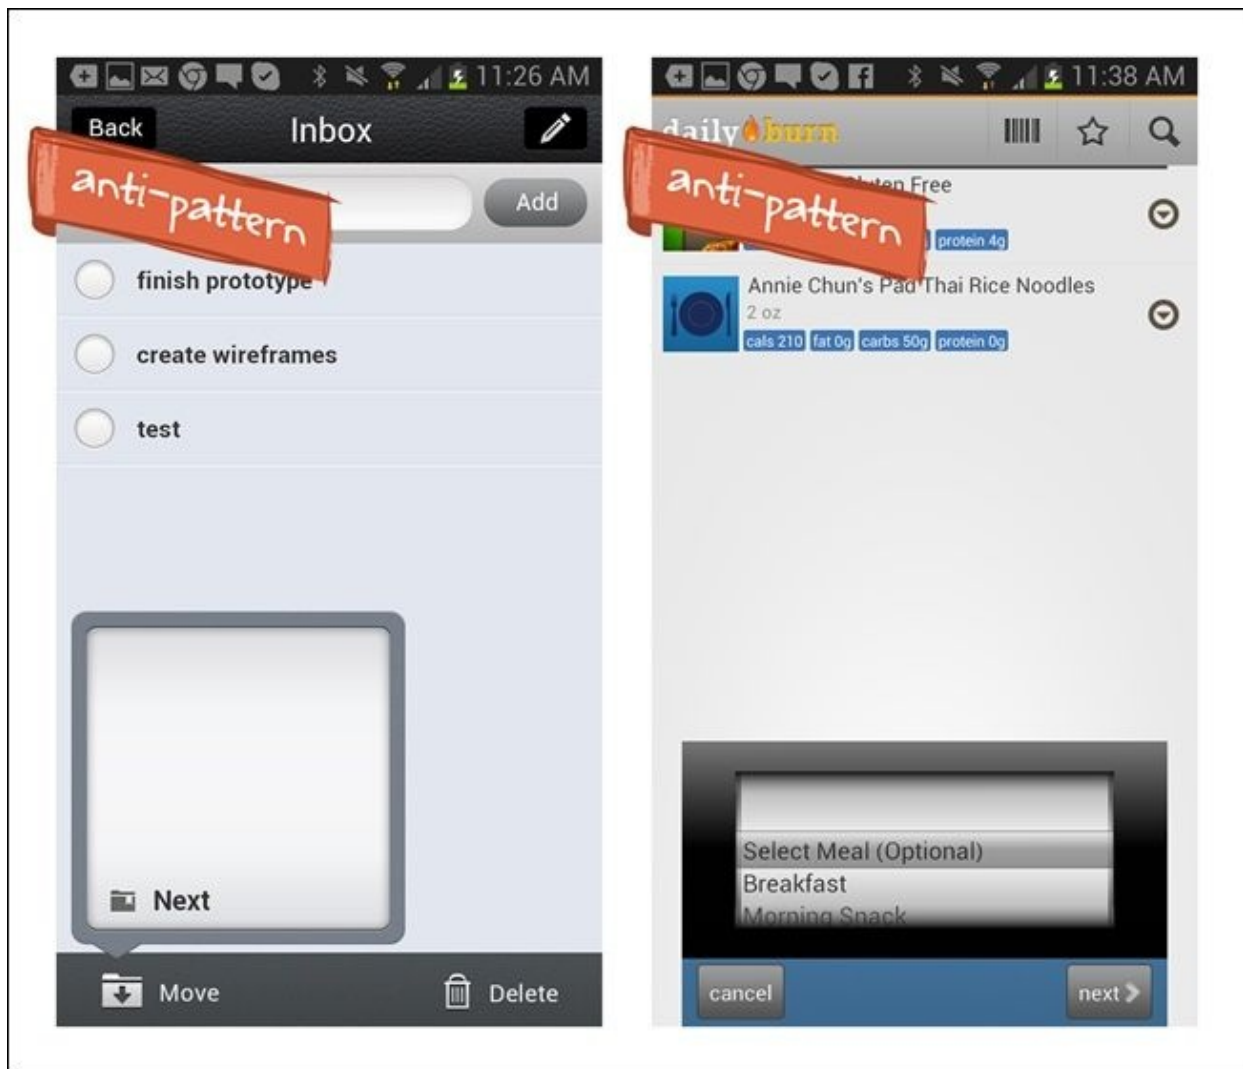 11:26 AM
Back
Inbox
anti-pattern
Add
finish prototype
create wireframes
test
Next
Move
Delete
11:38 AM
daily burn
anti-pattern
Gluten Free
protein 4g
Annie Chun's Pad Thai Rice Noodles
2 oz
cals 210 fat 0g carbs 50g protein 0g
Select Meal (Optional)
Breakfast
Morning Snack
cancel
next